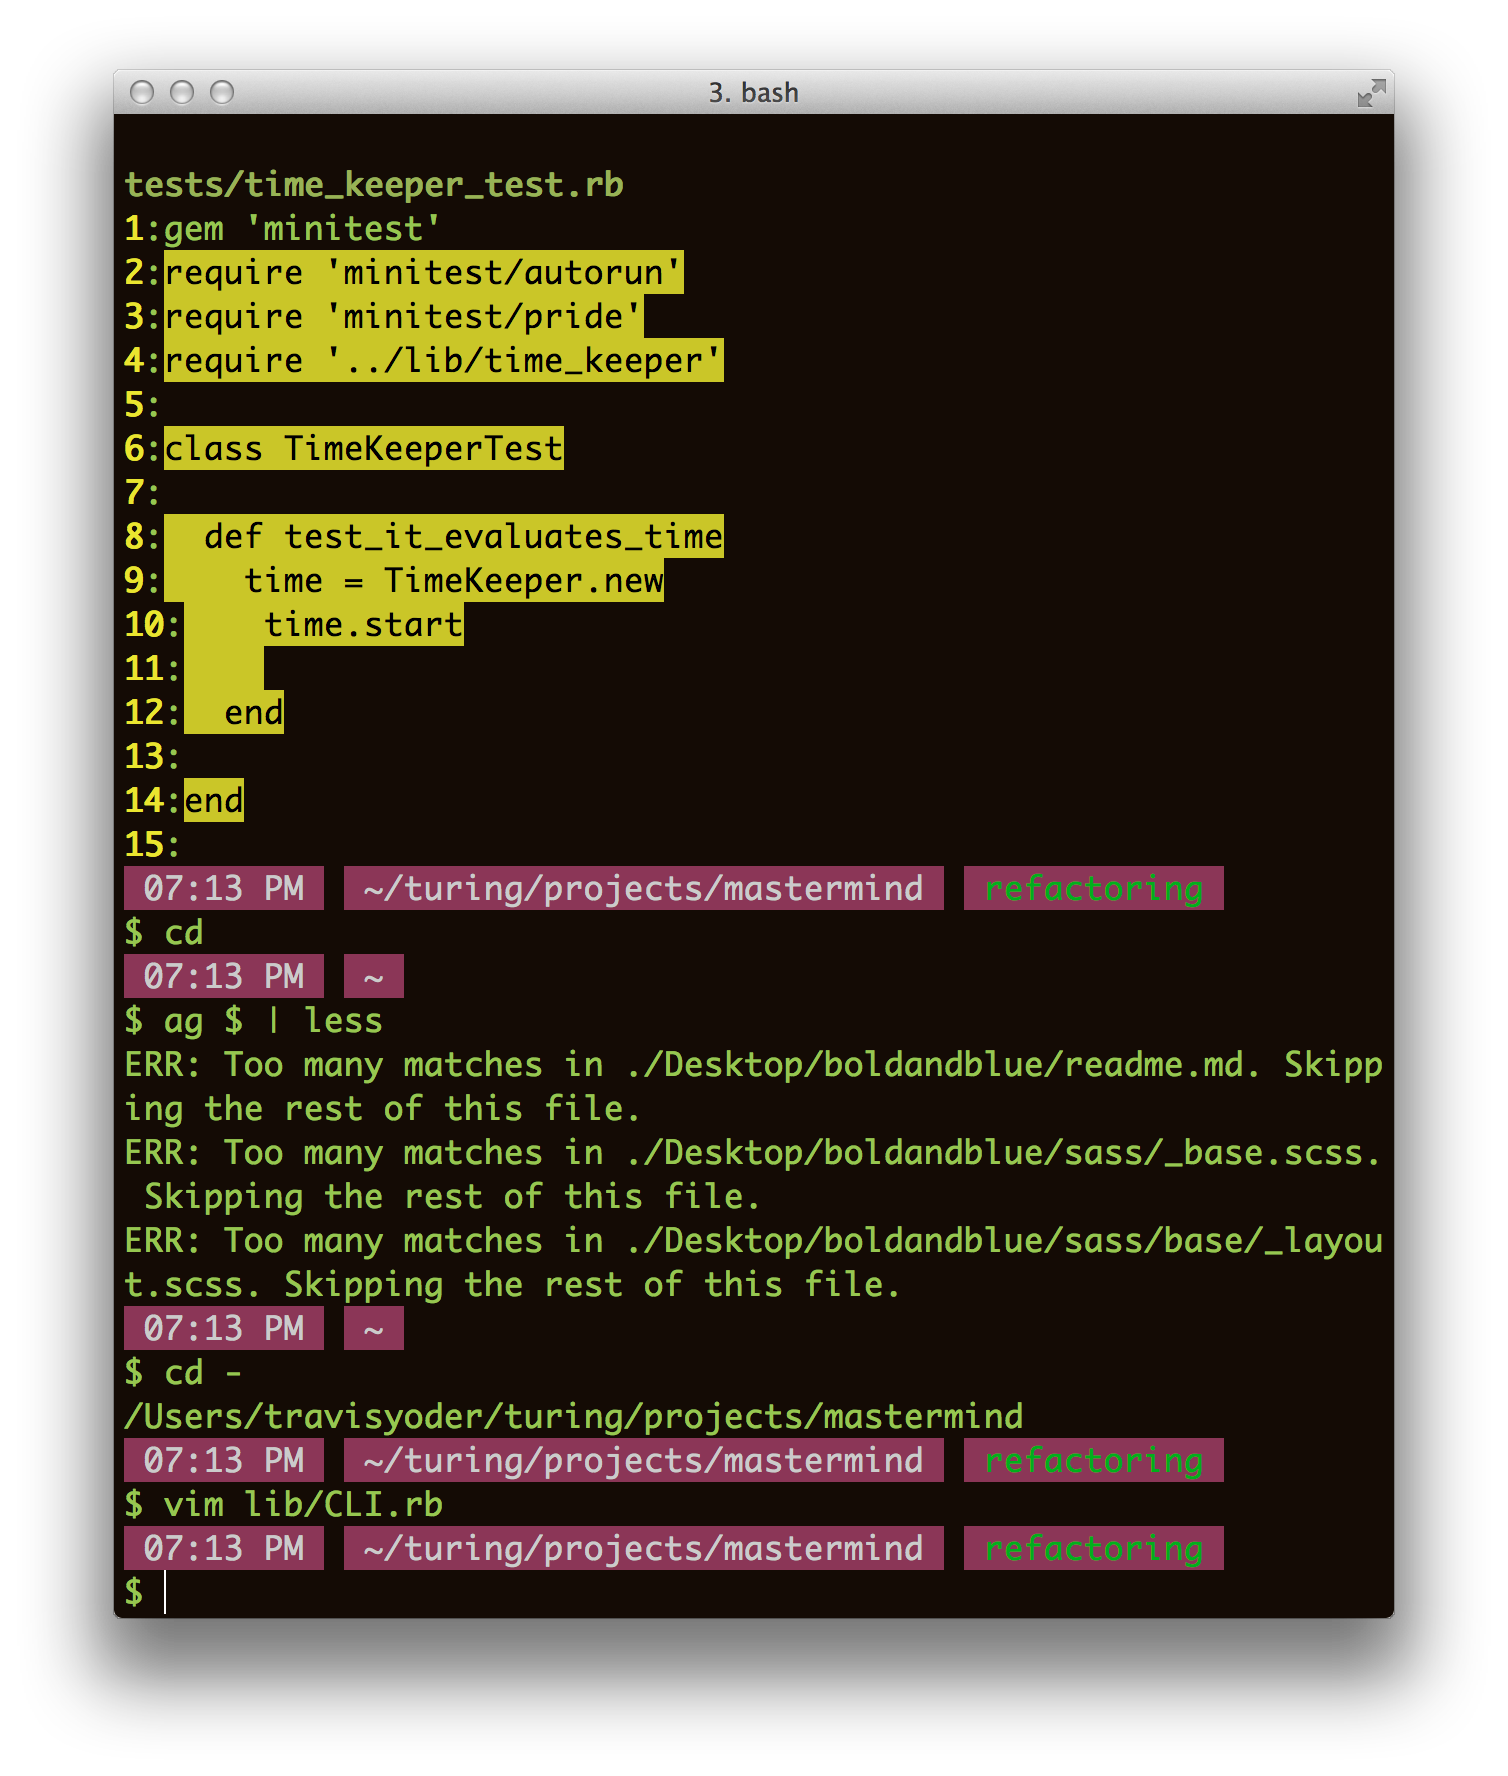 3. bash
tests/time_keeper_test.rb
1:gem 'minitest'
2:require 'minitest/autorun'
3:require 'minitest/pride'
4:require '../lib/time_keeper'
5:
6:class TimeKeeperTest
7:
8:  def test_it_evaluates_time
9:    time = TimeKeeper.new
10:    time.start
11:
12:  end
13:
14:end
15:
07:13 PM  ~/turing/projects/mastermind  refactoring
$ cd
07:13 PM  ~
$ ag $ | less
ERR: Too many matches in ./Desktop/boldandblue/readme.md. Skipp
ing the rest of this file.
ERR: Too many matches in ./Desktop/boldandblue/sass/_base.scss.
 Skipping the rest of this file.
ERR: Too many matches in ./Desktop/boldandblue/sass/base/_layou
t.scss. Skipping the rest of this file.
07:13 PM  ~
$ cd -
/Users/travisyoder/turing/projects/mastermind
07:13 PM  ~/turing/projects/mastermind  refactoring
$ vim lib/CLI.rb
07:13 PM  ~/turing/projects/mastermind  refactoring
$